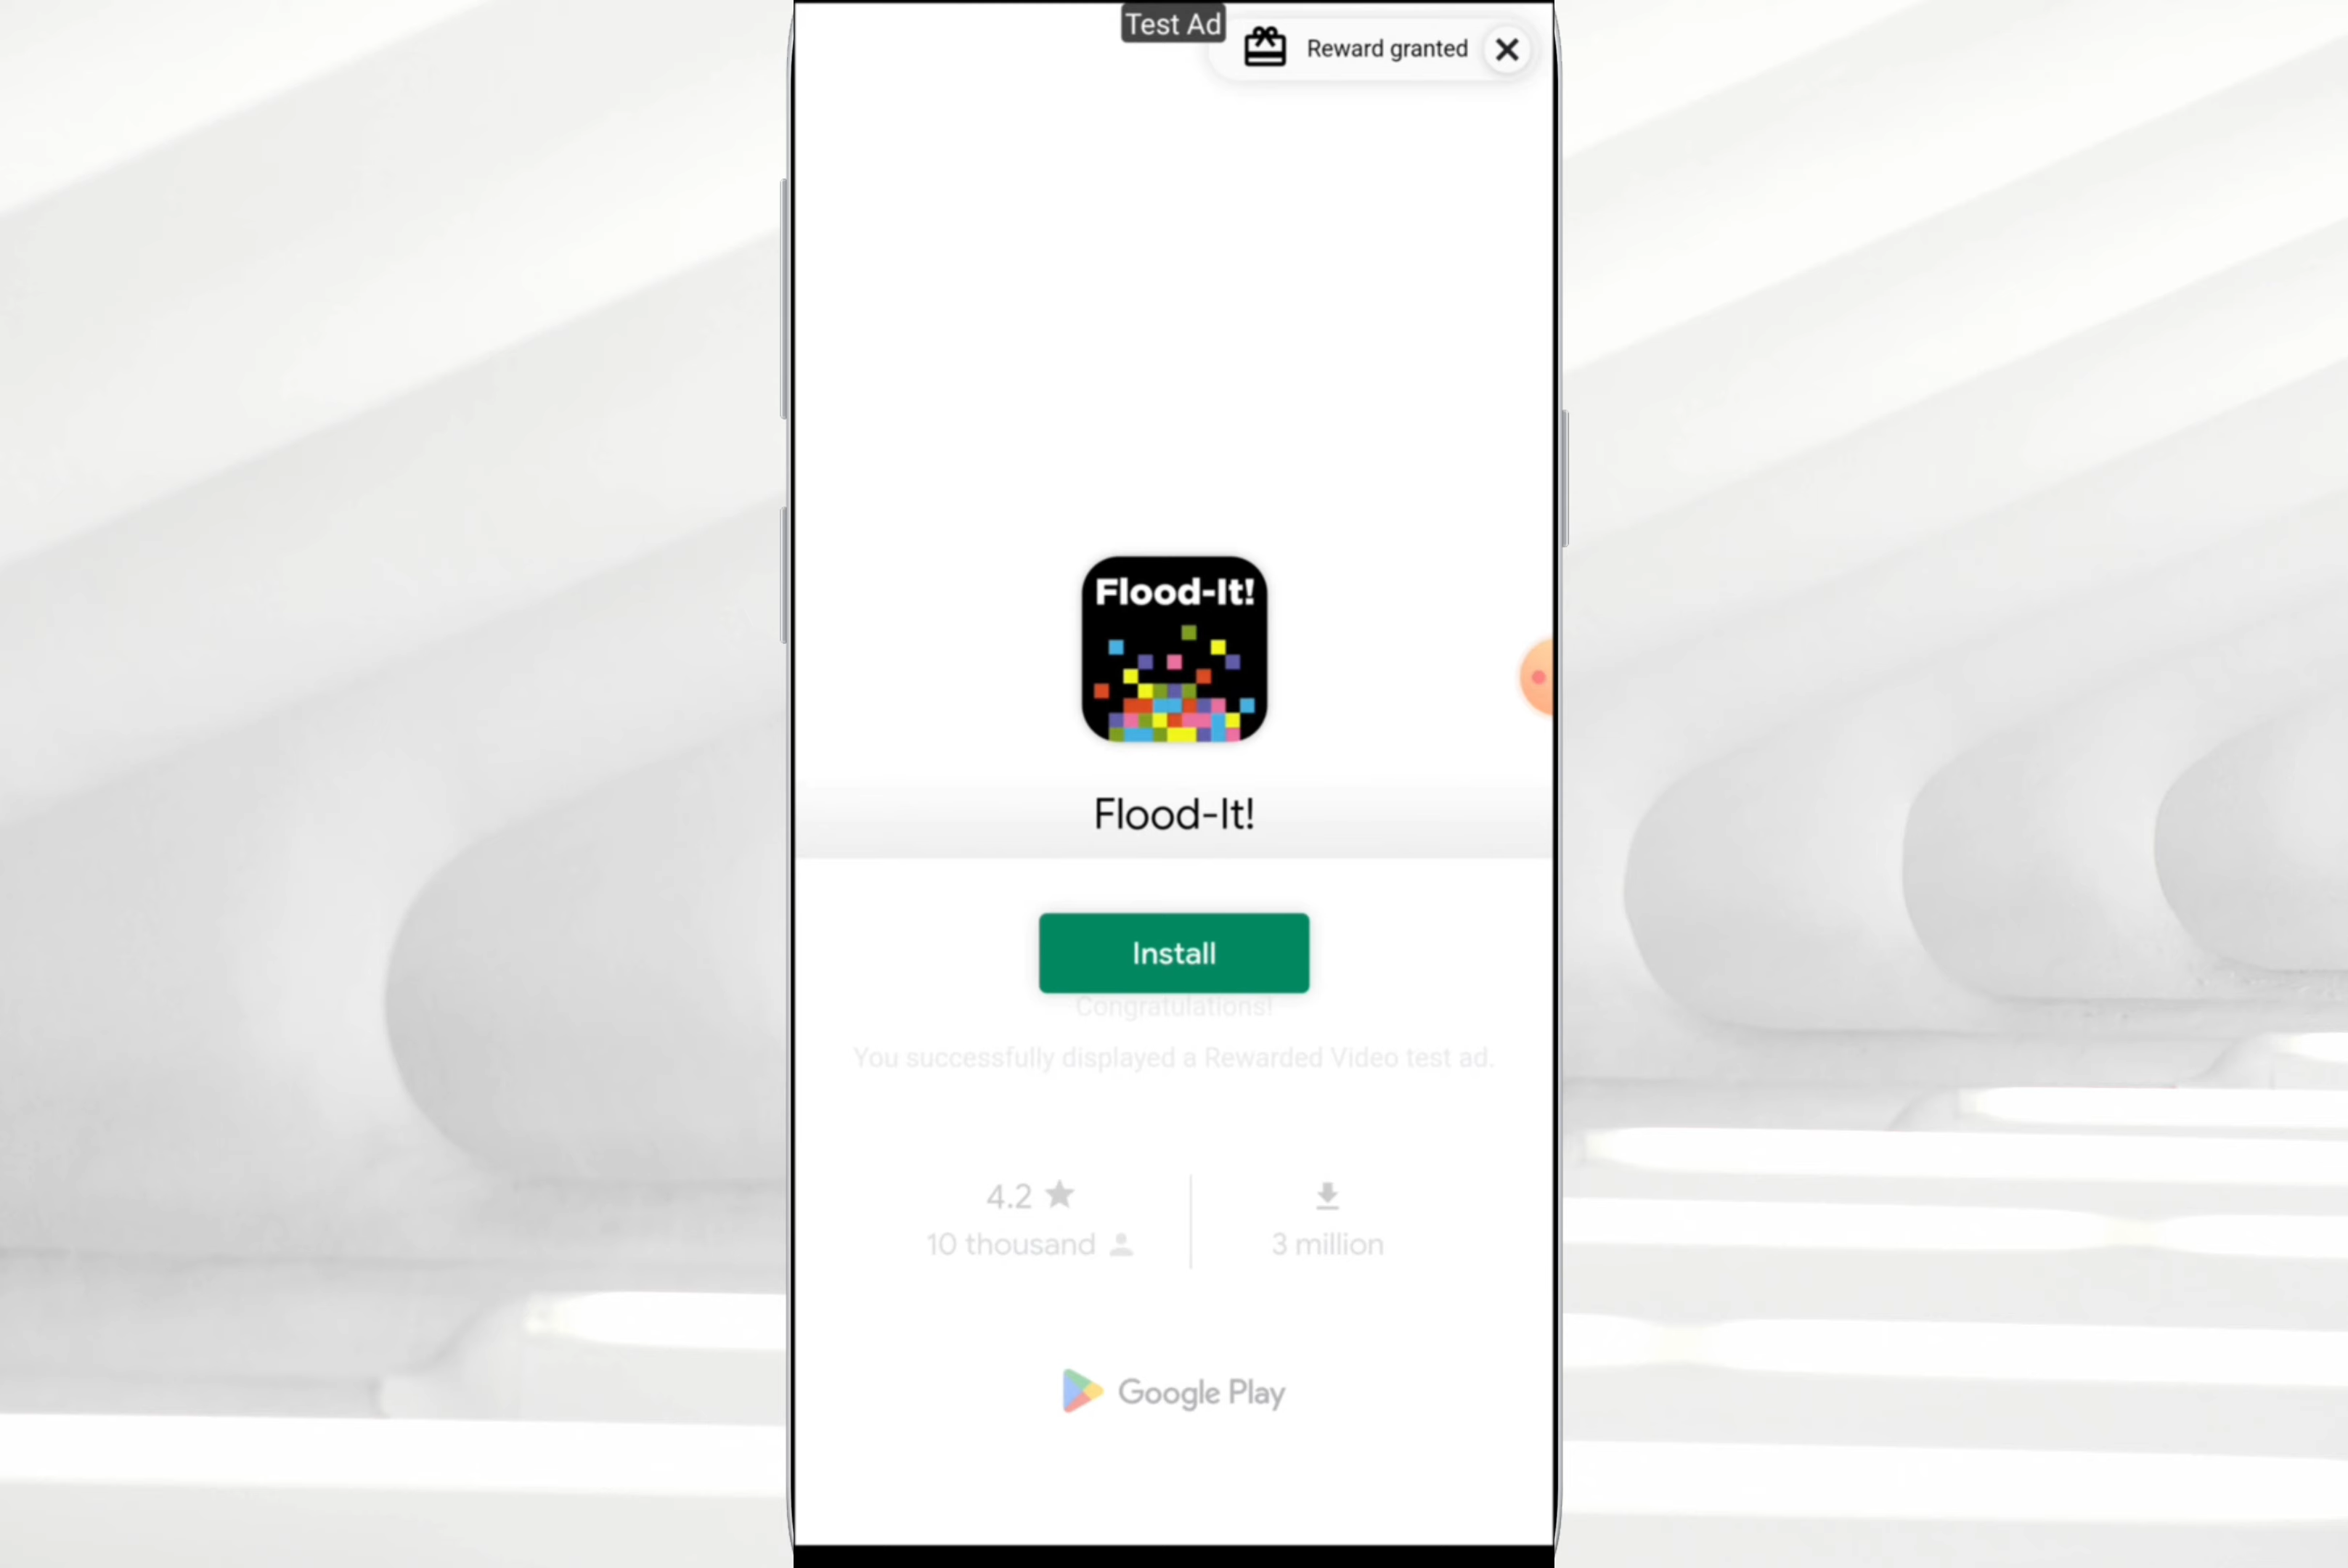 Test Ad
Reward granted
Flood-It!
Flood-It!
Install
Congratulations!
You successfully displayed a Rewarded Video test ad.
4.2
10 thousand
3 million
Google Play